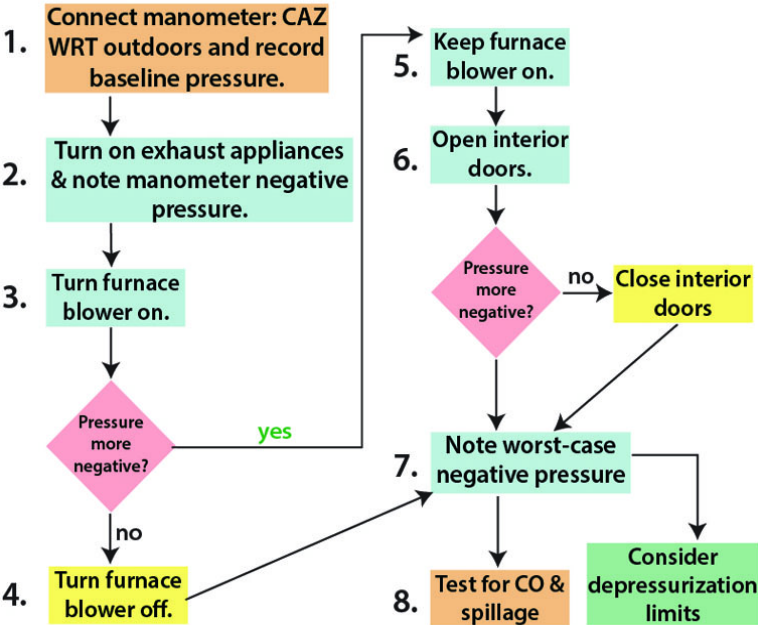 1.
Connect manometer: CAZ
WRT outdoors and record
baseline pressure.
2.
Turn on exhaust appliances
& note manometer negative
pressure.
3.
Turn furnace
blower on.
Pressure
more
negative?
yes
no
4.
Turn furnace
blower off.
5.
Keep furnace
blower on.
6.
Open interior
doors.
Pressure
more
negative?
no
Close interior
doors
7.
Note worst-case
negative pressure
8.
Test for CO &
spillage
Consider
depressurization
limits